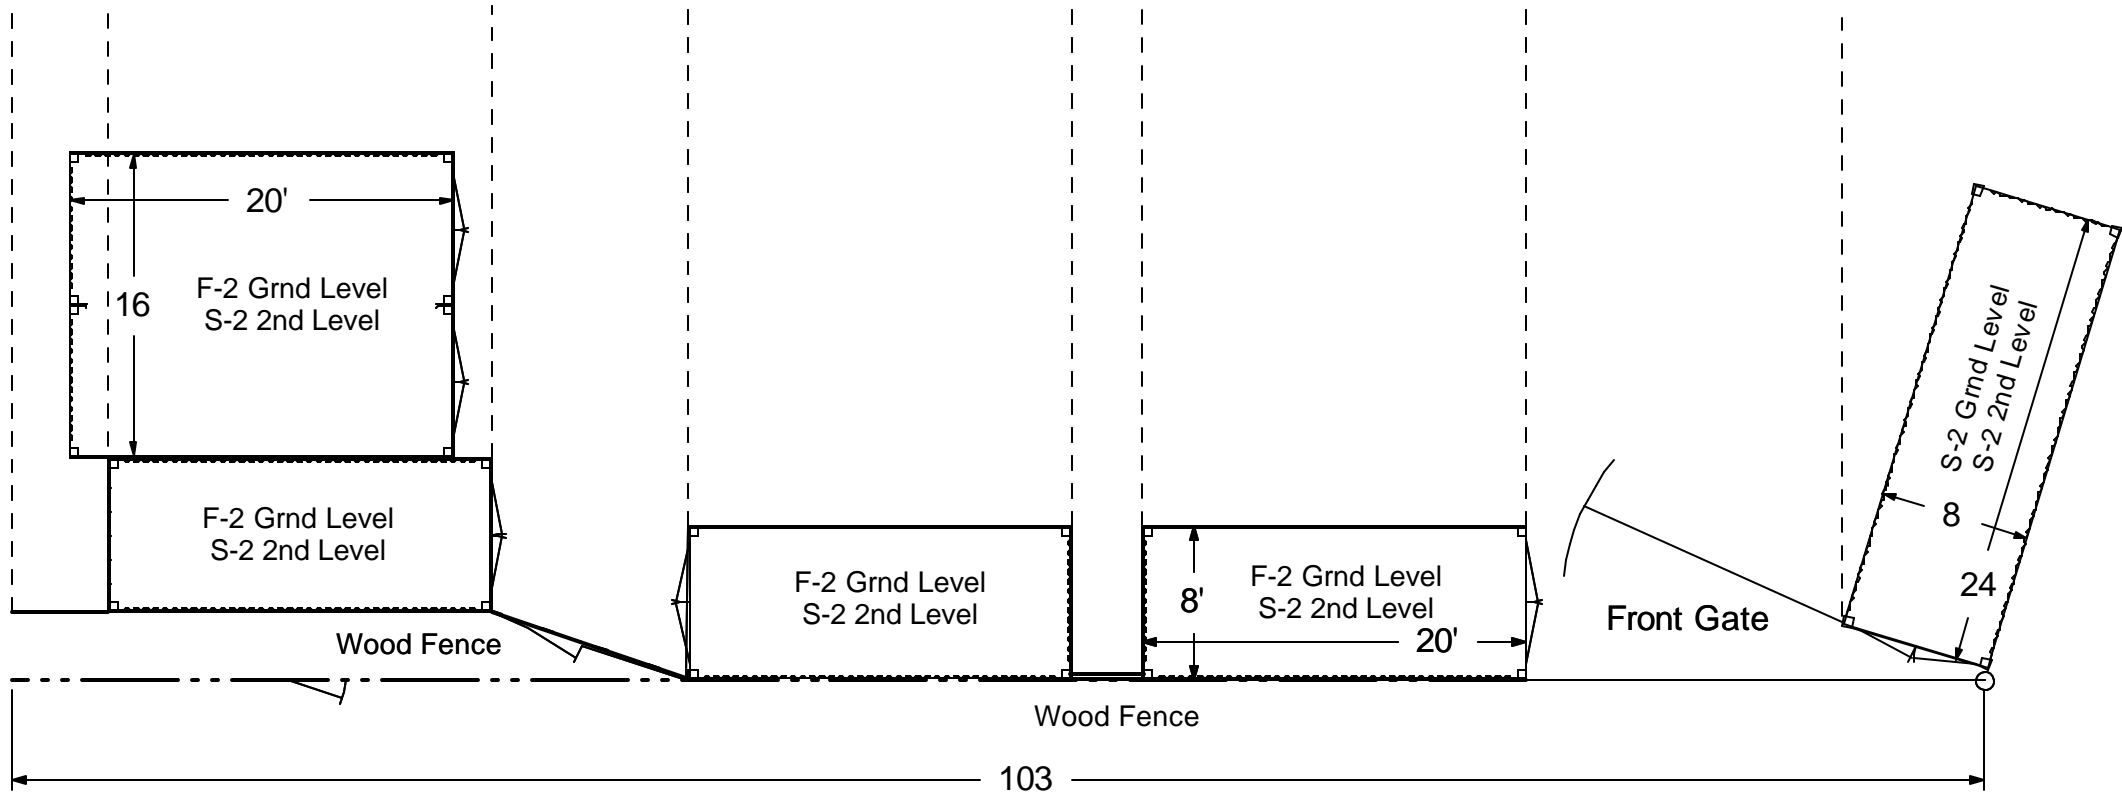 20'
16
F-2 Grnd Level
S-2 2nd Level
F-2 Grnd Level
S-2 2nd Level
Wood Fence
F-2 Grnd Level
S-2 2nd Level
8'
F-2 Grnd Level
S-2 2nd Level
20'
Front Gate
S-2 Grnd Level
S-2 2nd Level
8
24
Wood Fence
103